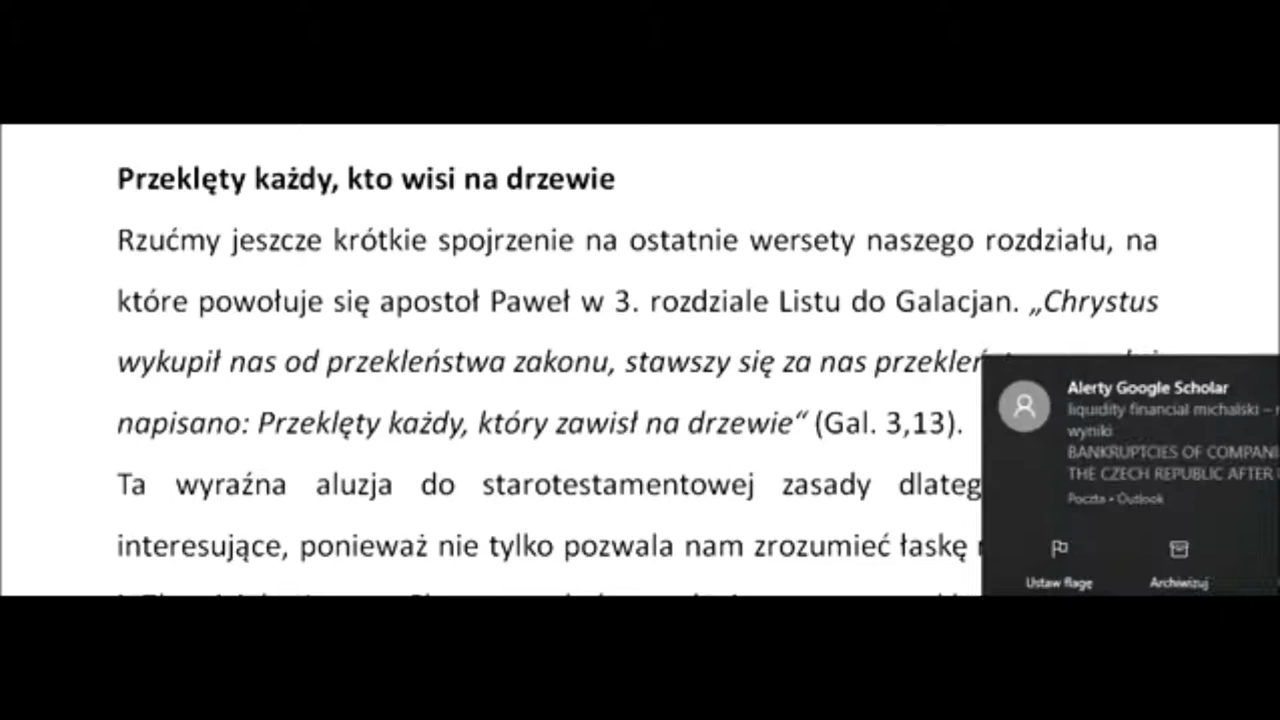 Przeklęty każdy, kto wisi na drzewie
Rzućmy jeszcze krótkie spojrzenie na ostatnie wersety naszego rozdziału, na
które powołuje się apostoł Paweł w 3. rozdziale Listu do Galacjan. „Chrystus
wykupił nas od przekleństwa zakonu, stawszy się za nas
napisano: Przeklęty każdy, który zawisł na drzewie“ (Gal. 3,13).
Ta wyraźna aluzja do starotestamentowej zasady
interesujące, ponieważ nie tylko pozwala nam zrozumieć łaskę
Alerty Google Scholar
liquidity financial michalski –
wyniki
BANKRUPTCIES OF
THE CZECH REPUBLIC AFTER
Poczta • Outlook
Ustaw flagę
Archiwizuj